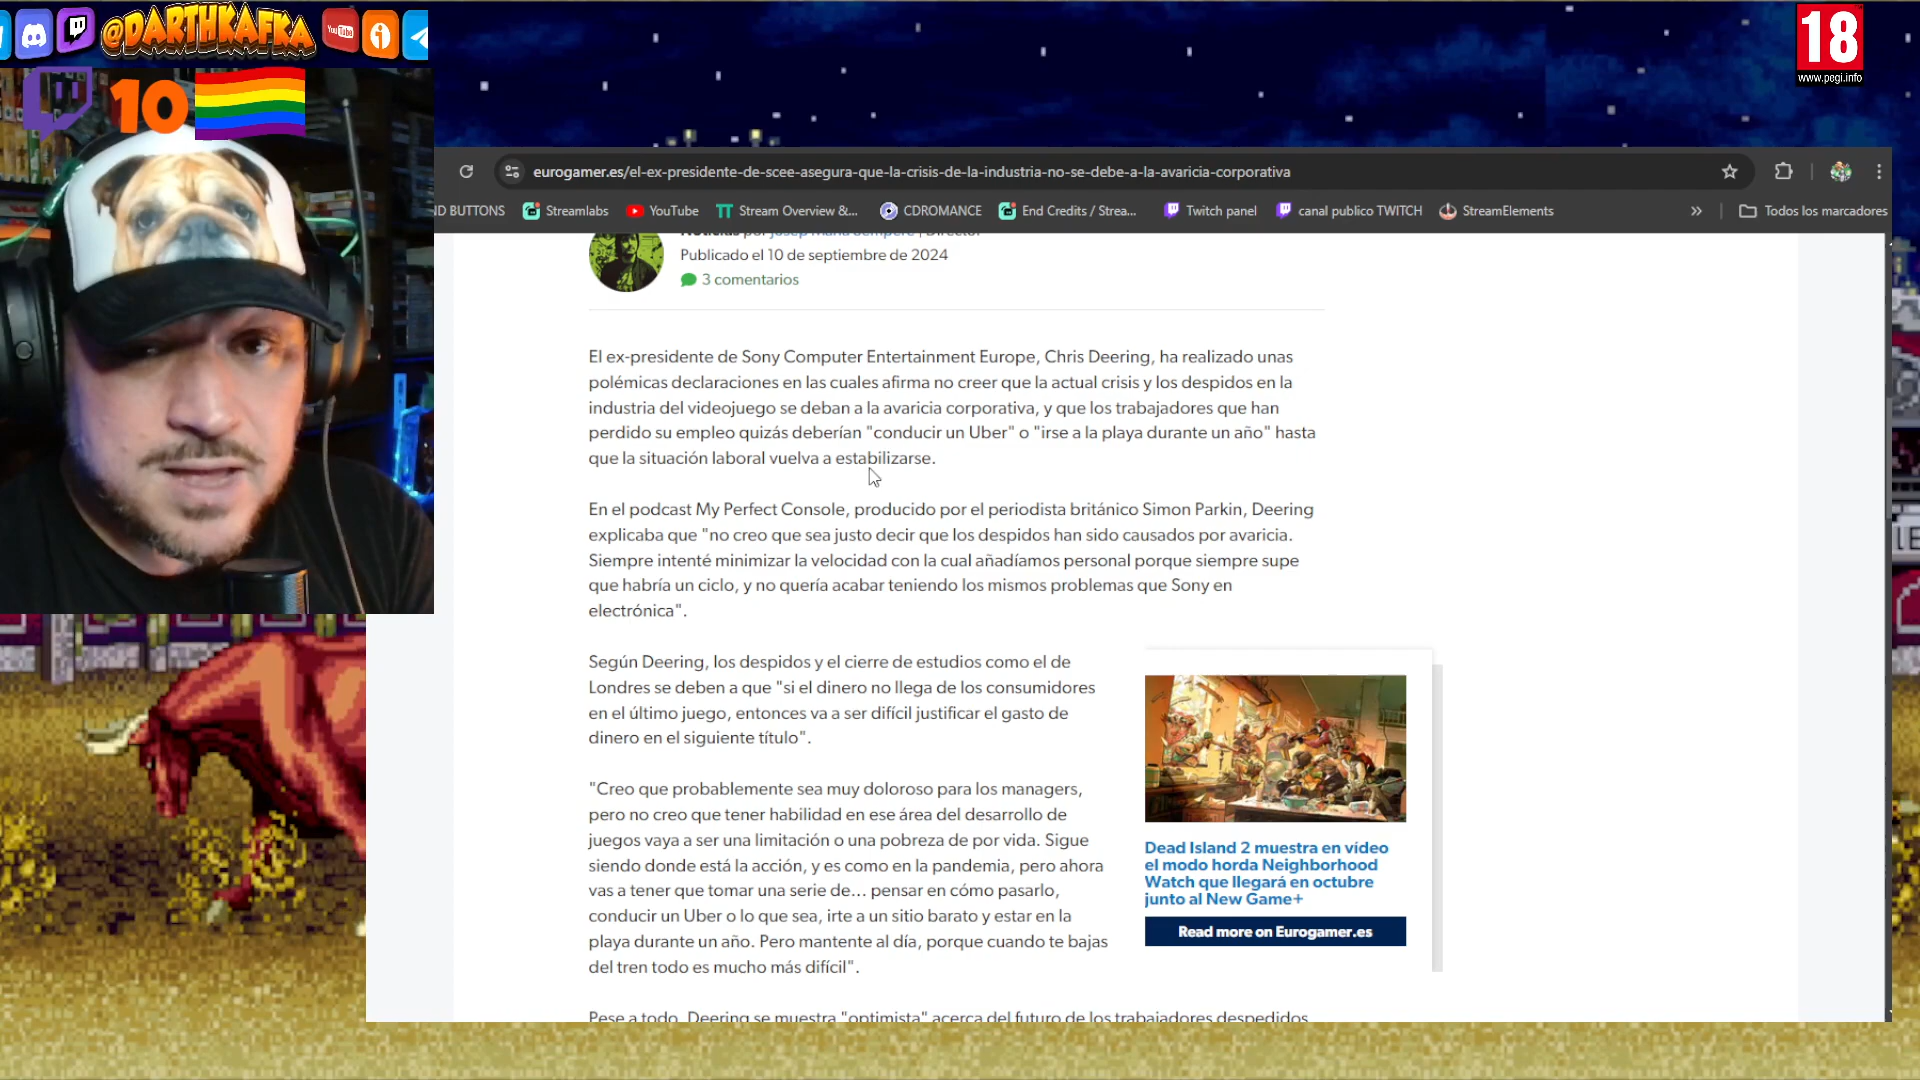 @DARTHKAFKA
YouTube
10
18
www.pegi.info
eurogamer.es/el-ex-presidente-de-scee-asegura-que-la-crisis-de-la-industria-no-se-debe-a-la-avaricia-corporativa
ND BUTTONS
Streamlabs
YouTube
Stream Overview &...
CDROMANCE
End Credits / Strea...
Twitch panel
canal publico TWITCH
StreamElements
»
Todos los marcadores
Noticias por Josep Maria Sempere, Director
Publicado el 10 de septiembre de 2024
3 comentarios
El ex-presidente de Sony Computer Entertainment Europe, Chris Deering, ha realizado unas
polémicas declaraciones en las cuales afirma no creer que la actual crisis y los despidos en la
industria del videojuego se deban a la avaricia corporativa, y que los trabajadores que han
perdido su empleo quizás deberían "conducir un Uber" o "irse a la playa durante un año" hasta
que la situación laboral vuelva a estabilizarse.
En el podcast My Perfect Console, producido por el periodista británico Simon Parkin, Deering
explicaba que "no creo que sea justo decir que los despidos han sido causados por avaricia.
Siempre intenté minimizar la velocidad con la cual añadíamos personal porque siempre supe
que habría un ciclo, y no quería acabar teniendo los mismos problemas que Sony en
electrónica".
Según Deering, los despidos y el cierre de estudios como el de
Londres se deben a que "si el dinero no llega de los consumidores
en el último juego, entonces va a ser difícil justificar el gasto de
dinero en el siguiente título".
"Creo que probablemente sea muy doloroso para los managers,
pero no creo que tener habilidad en ese área del desarrollo de
juegos vaya a ser una limitación o una pobreza de por vida. Sigue
siendo donde está la acción, y es como en la pandemia, pero ahora
vas a tener que tomar una serie de... pensar en cómo pasarlo,
conducir un Uber o lo que sea, irte a un sitio barato y estar en la
playa durante un año. Pero mantente al día, porque cuando te bajas
del tren todo es mucho más difícil".
Dead Island 2 muestra en vídeo
el modo horda Neighborhood
Watch que llegará en octubre
junto al New Game+
Read more on Eurogamer.es
Pese a todo, Deering se muestra "optimista" acerca del futuro de los trabajadores despedidos